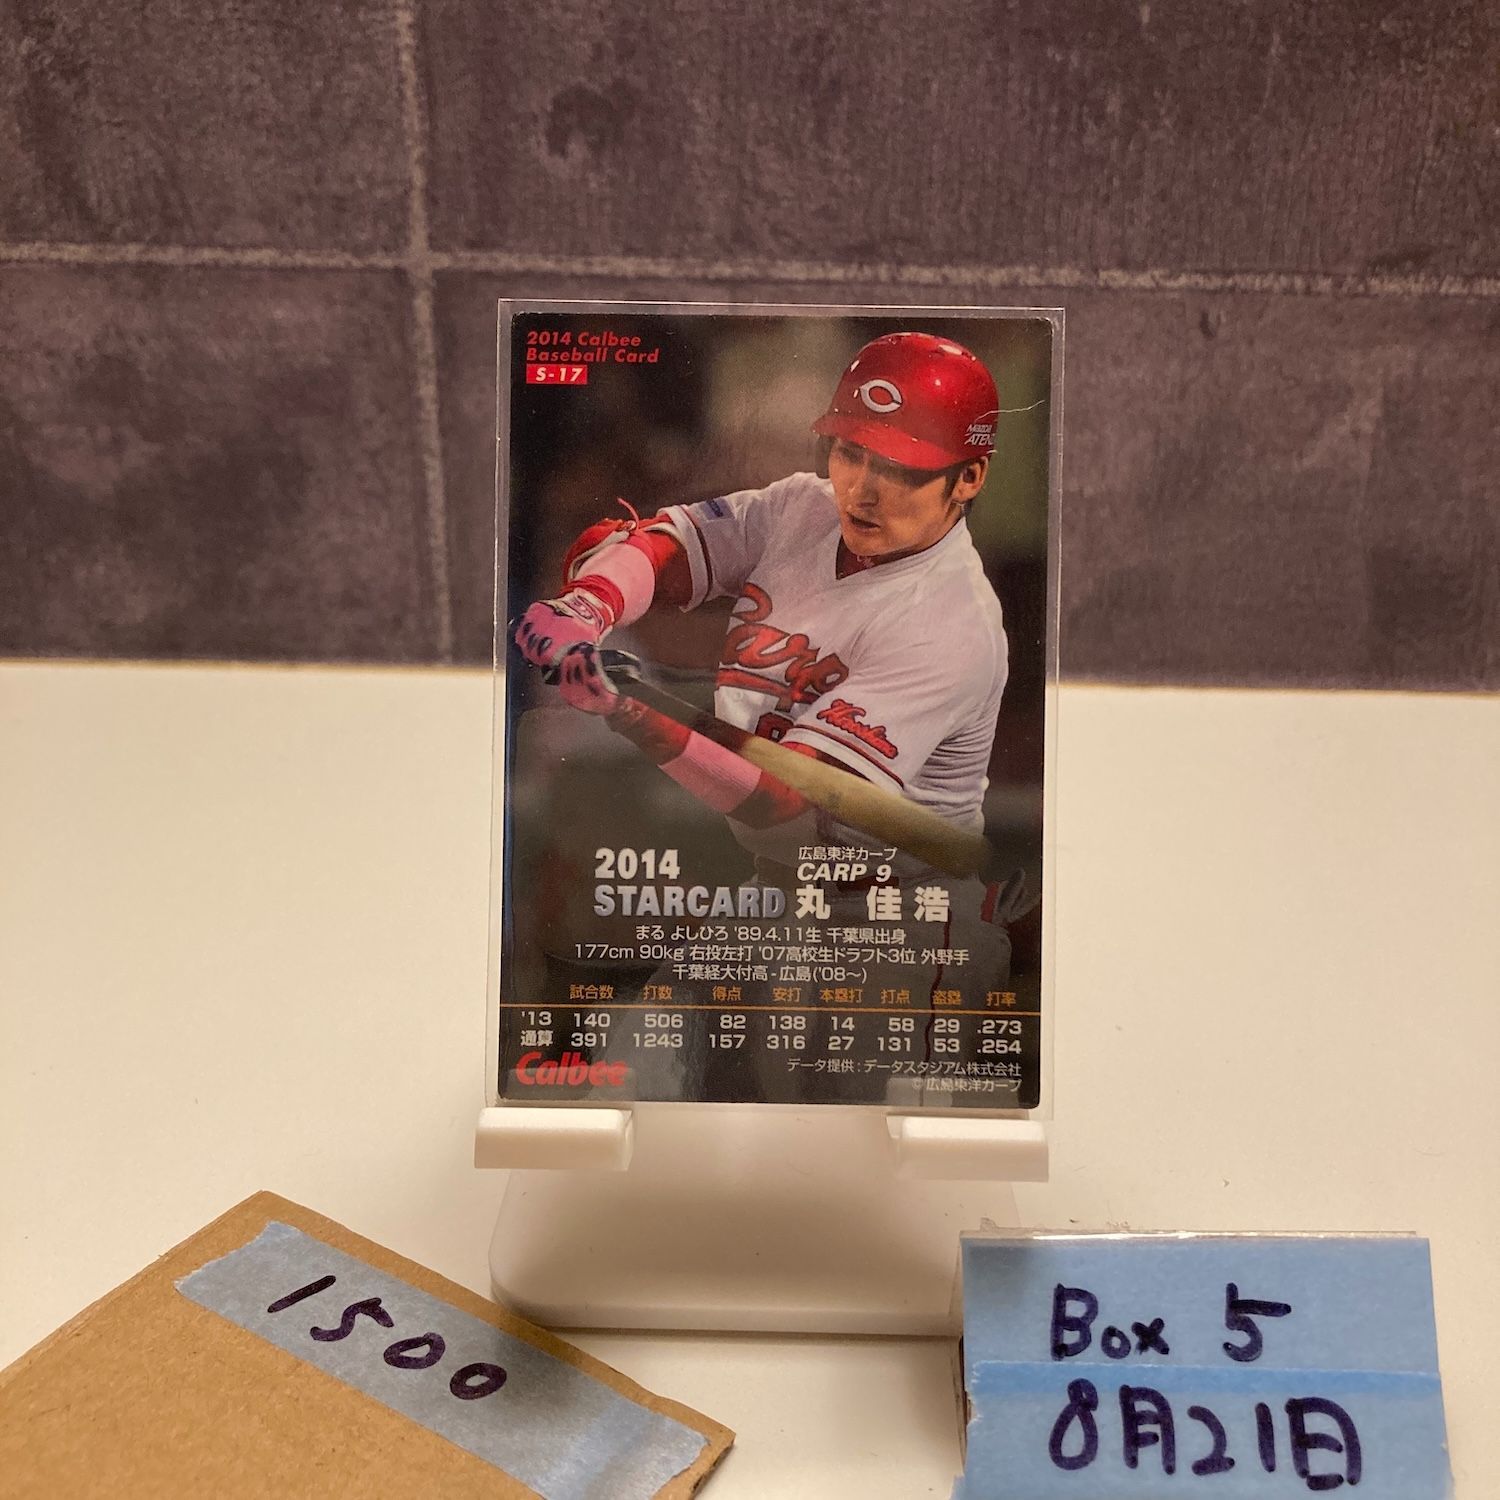 2014 Calbee
Baseball Card
S-17
MAZDA
ATENZ
Carp
Hiroshima
2014
STARCARD
広島東洋カープ
CARP 9
丸 佳浩
まる よしひろ '89.4.11生 千葉県出身
177cm 90kg 右投左打 '07高校生ドラフト3位 外野手
千葉経大付高-広島('08〜)
試合数 打数 得点 安打 本塁打 打点 盗塁 打率
'13 140 506 82 138 14 58 29 .273
通算 391 1243 157 316 27 131 53 .254
Calbee
データ提供:データスタジアム株式会社
©広島東洋カープ
1500
Box 5
8月21日